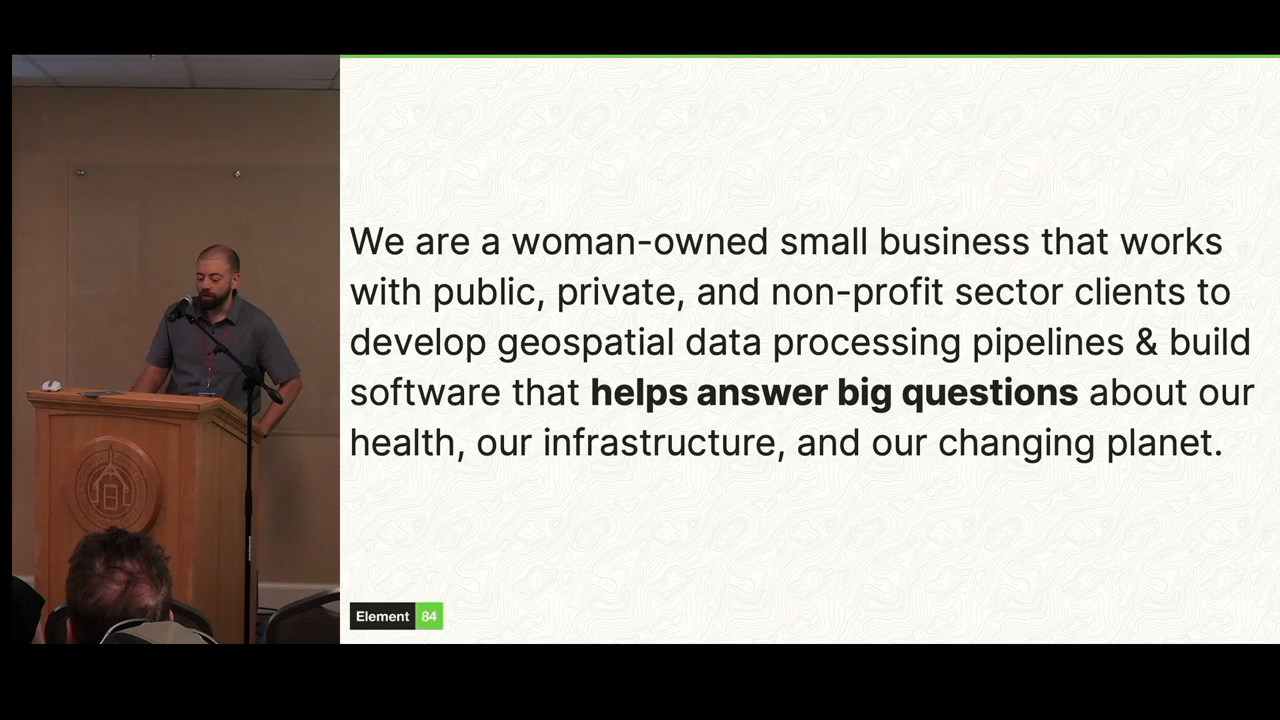 We are a woman-owned small business that works
with public, private, and non-profit sector clients to
develop geospatial data processing pipelines & build
software that helps answer big questions about our
health, our infrastructure, and our changing planet.
Element 84